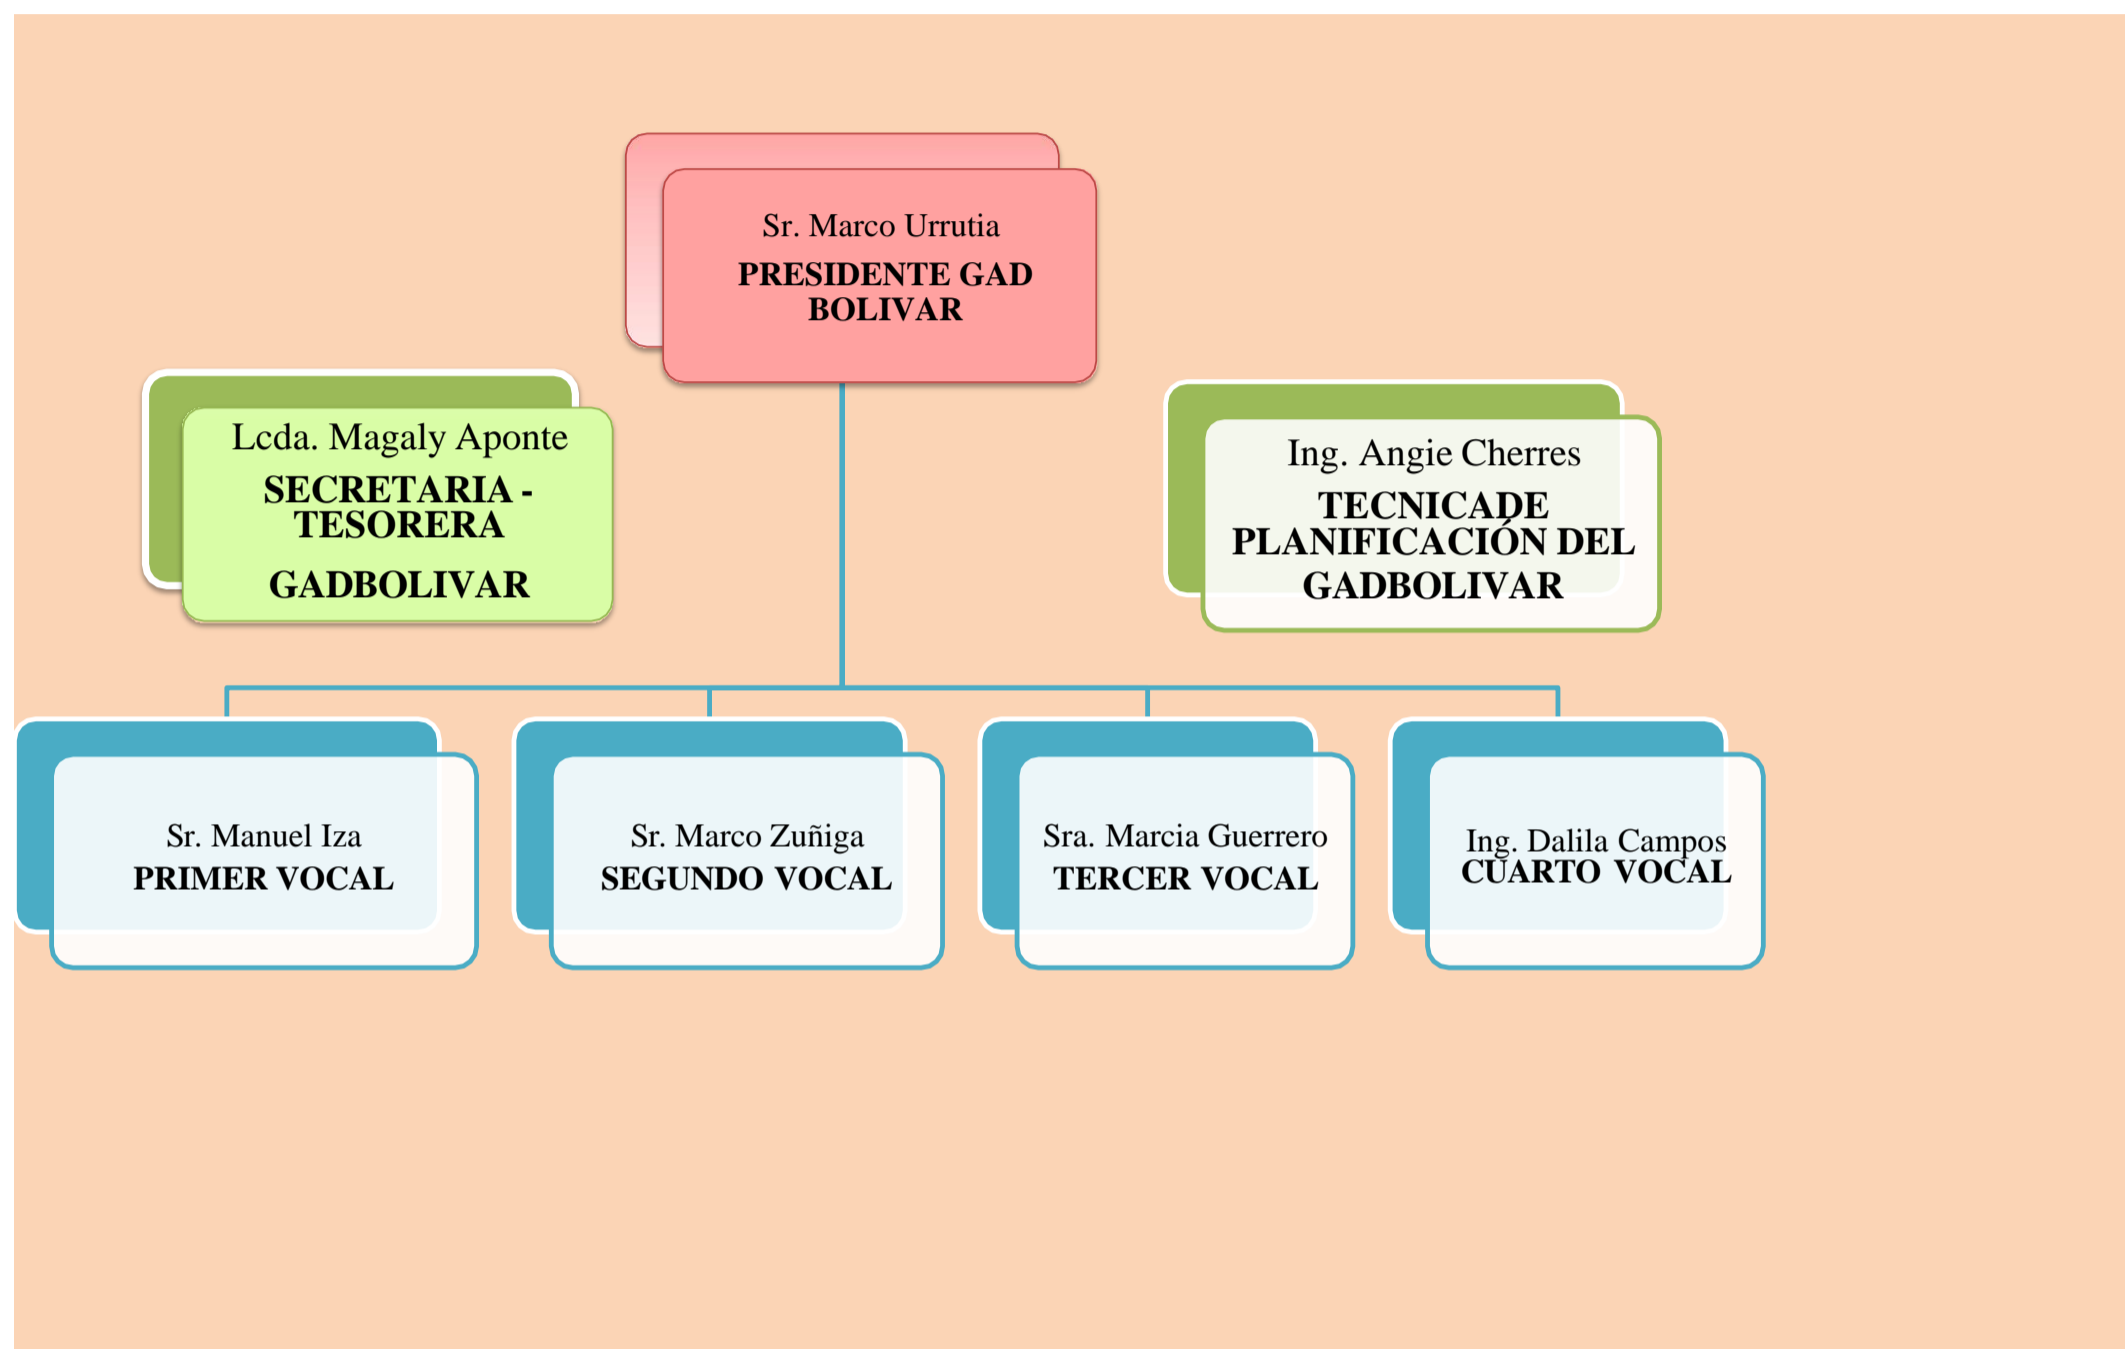 Sr. Marco Urrutia
PRESIDENTE GAD
BOLIVAR
Lcda. Magaly Aponte
SECRETARIA -
TESORERA
GADBOLIVAR
Ing. Angie Cherres
TECNICADE
PLANIFICACIÓN DEL
GADBOLIVAR
Sr. Manuel Iza
PRIMER VOCAL
Sr. Marco Zuñiga
SEGUNDO VOCAL
Sra. Marcia Guerrero
TERCER VOCAL
Ing. Dalila Campos
CUARTO VOCAL